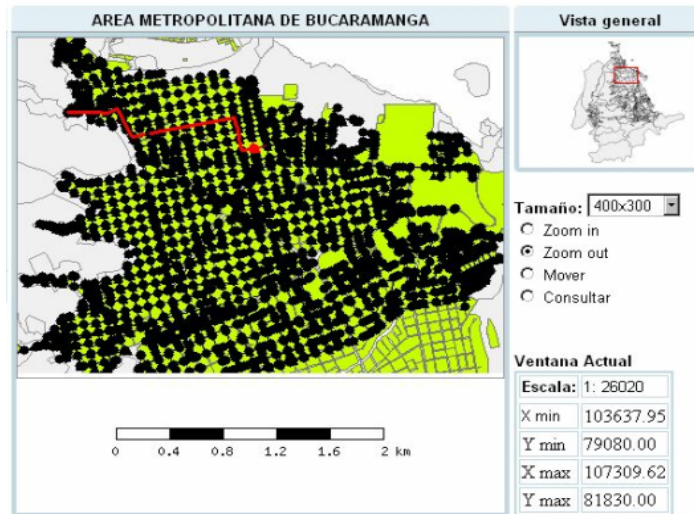 AREA METROPOLITANA DE BUCARAMANGA
0 0.4 0.8 1.2 1.6 2 km
Vista general
Tamaño: 400x300
Zoom in
Zoom out
Mover
Consultar
Ventana Actual
Escala: 1: 26020
X min 103637.95
Y min 79080.00
X max 107309.62
Y max 81830.00